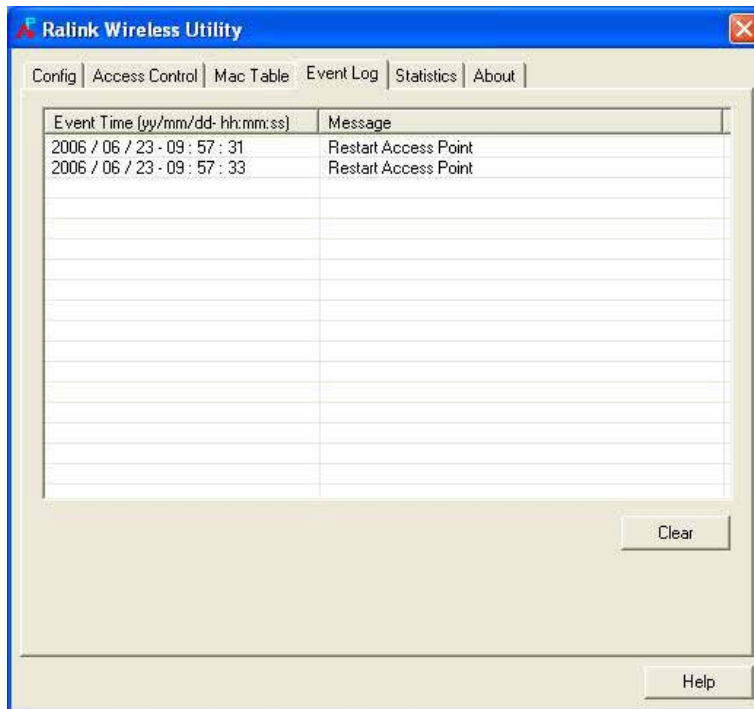 Ralink Wireless Utility
Config Access Control Mac Table Event Log Statistics About
Event Time (yy/mm/dd- hh:mm:ss) Message
2006 / 06 / 23 - 09 : 57 : 31 Restart Access Point
2006 / 06 / 23 - 09 : 57 : 33 Restart Access Point
Clear
Help